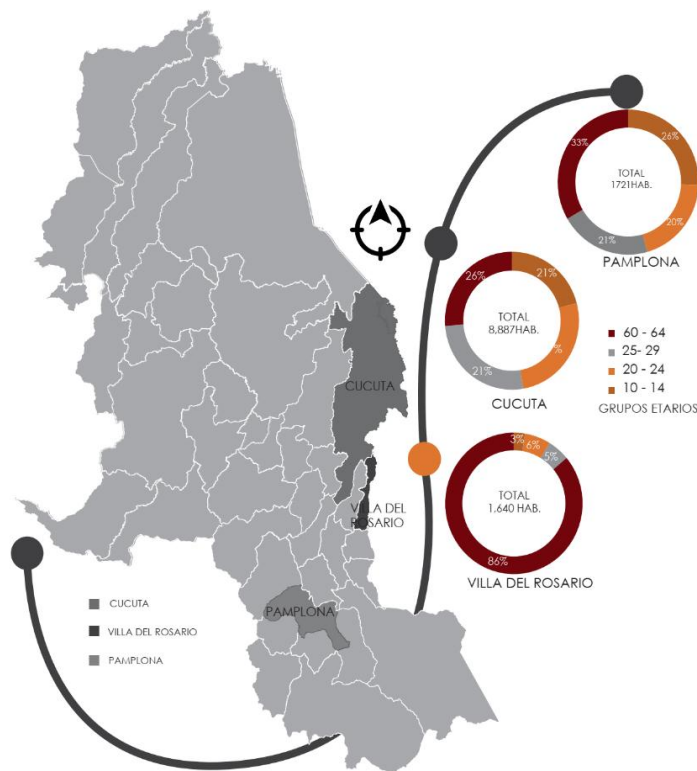 33%
26%
TOTAL
1721HAB.
20%
21%
PAMPLONA
26%
21%
TOTAL
8,887HAB.
%
21%
CUCUTA
60 - 64
25- 29
20 - 24
10 - 14
GRUPOS ETARIOS
3%
6%
5%
TOTAL
1.640 HAB.
86%
VILLA DEL ROSARIO
CUCUTA
VILLA DEL
ROSARIO
PAMPLONA
CUCUTA
VILLA DEL ROSARIO
PAMPLONA